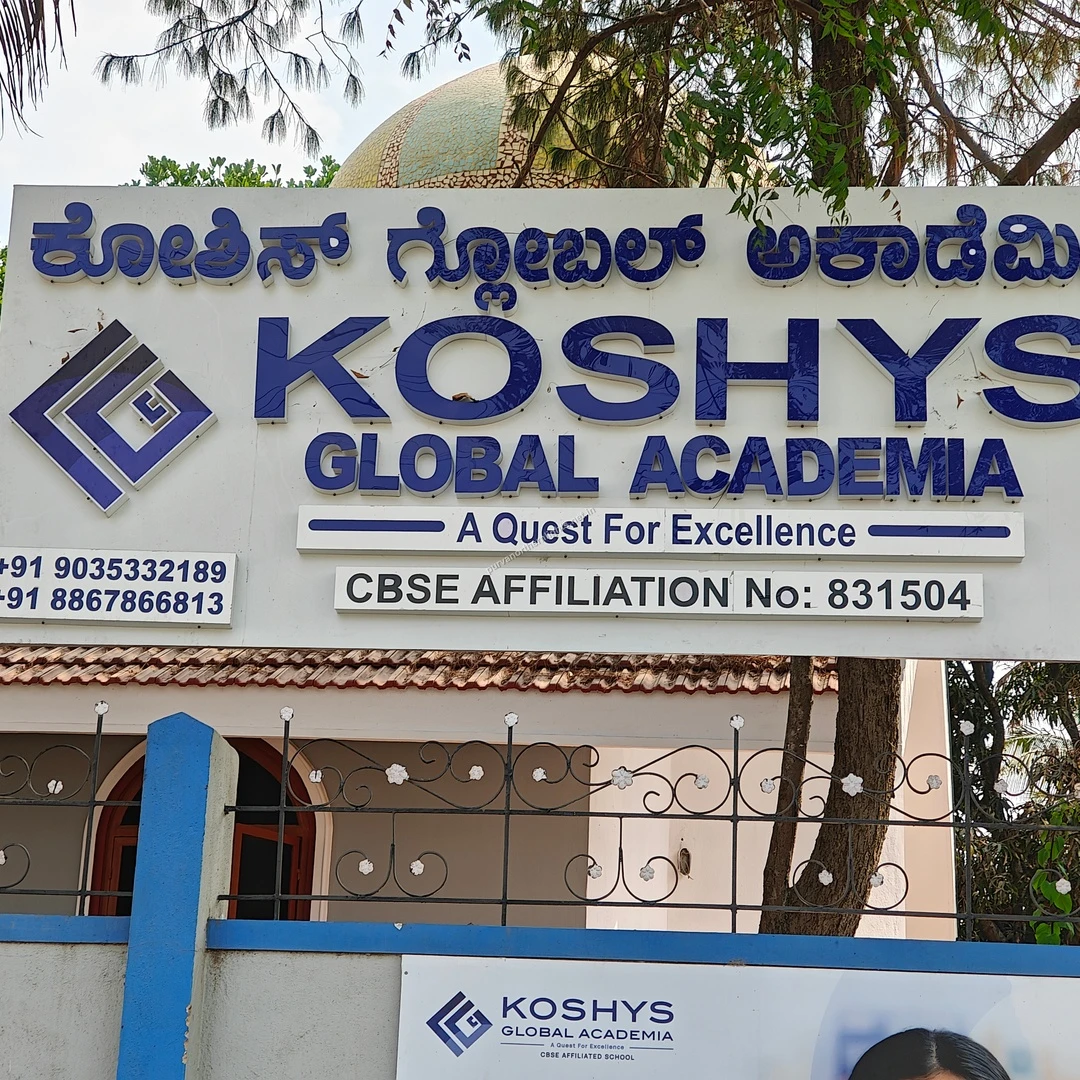 ಕೋಶಿಸ್ ಗ್ಲೋಬಲ್ ಅಕಾಡೆಮಿ
KOSHYS
GLOBAL ACADEMIA
A Quest For Excellence
+91 9035332189
+91 8867866813
CBSE AFFILIATION No: 831504
KOSHYS
GLOBAL ACADEMIA
A Quest For Excellence
CBSE AFFILIATED SCHOOL